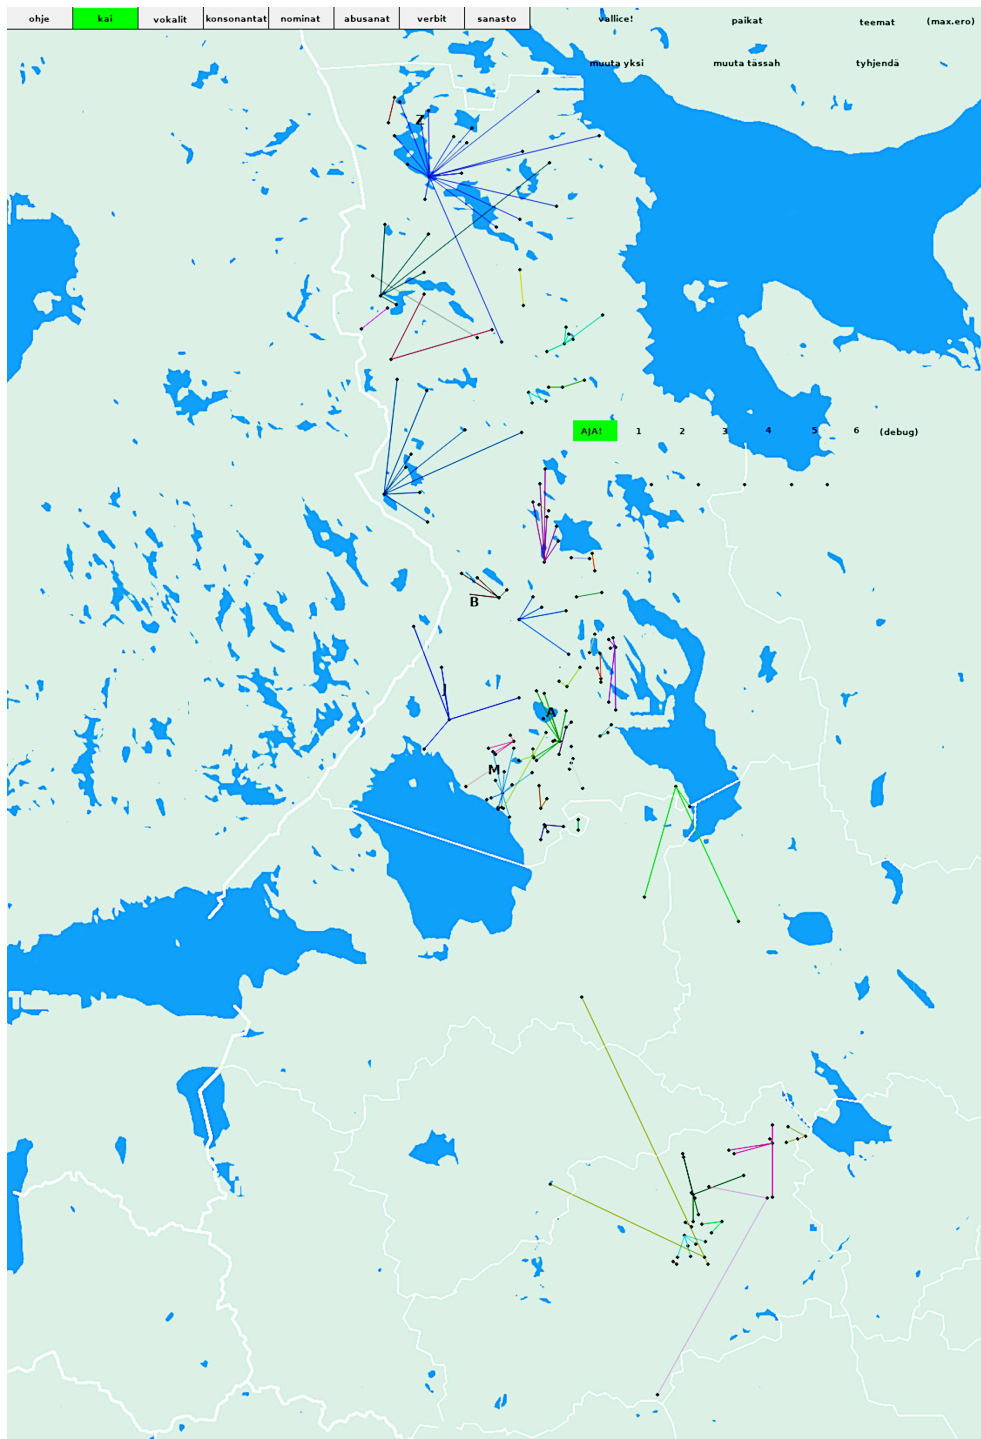 ohje kai vokalit konsonantat nominat abusanat verbit sanasto vallice! paikat teemat (max.ero)
muuta yksi muuta tässah tyhjendä
Z
AJA! 1 2 3 4 5 6 (debug)
B
J
A
M